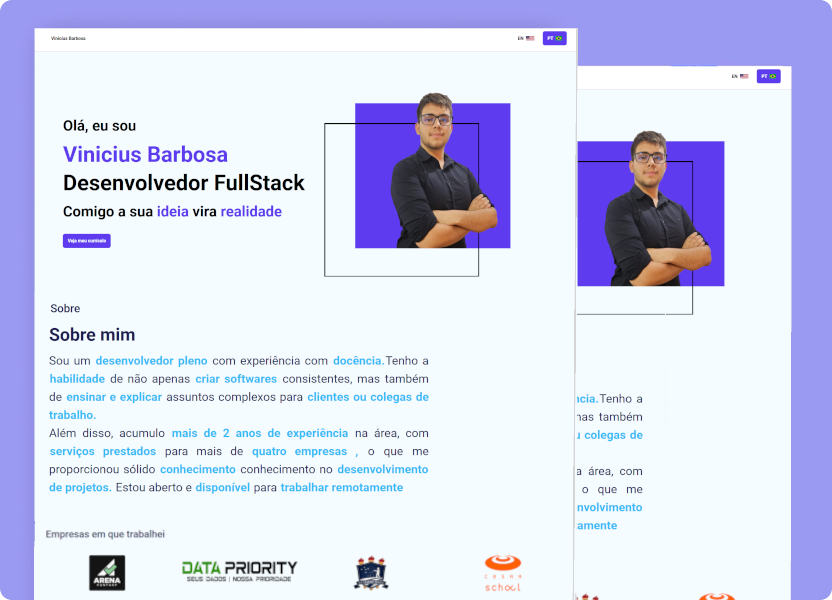 Vinicius Barbosa
EN
PT
Olá, eu sou
Vinicius Barbosa
Desenvolvedor FullStack
Comigo a sua ideia vira realidade
Veja meu currículo
Sobre
Sobre mim
Sou um desenvolvedor pleno com experiência com docência.Tenho a
habilidade de não apenas criar softwares consistentes, mas também
de ensinar e explicar assuntos complexos para clientes ou colegas de
trabalho.
Além disso, acumulo mais de 2 anos de experiência na área, com
serviços prestados para mais de quatro empresas , o que me
proporcionou sólido conhecimento conhecimento no desenvolvimento
de projetos. Estou aberto e disponível para trabalhar remotamente
Empresas em que trabalhei
ARENA
DATA PRIORITY
SEUS DADOS | NOSSA PRIORIDADE
cesar
school
EN
PT
ncia.Tenho a
mas também
u colegas de
a área, com
o que me
nvolvimento
amente